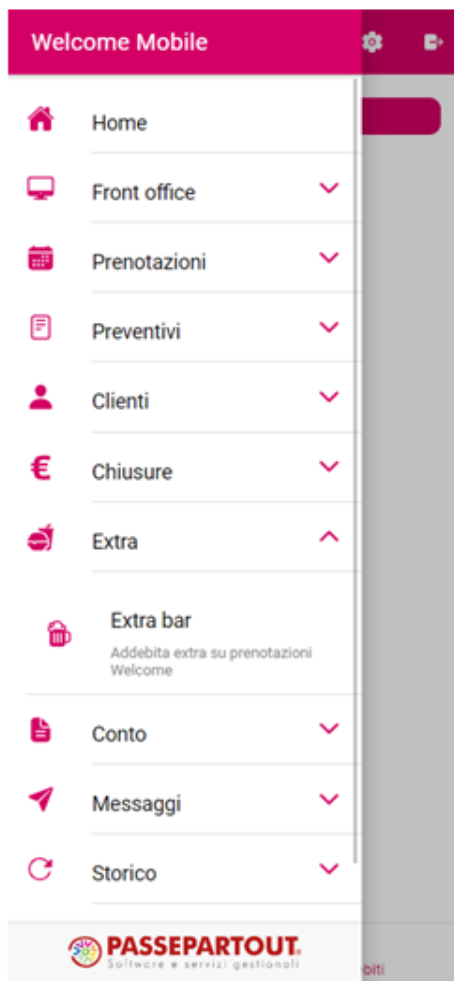 Welcome Mobile
Home
Front office
Prenotazioni
Preventivi
Clienti
Chiusure
Extra
Extra bar
Addebita extra su prenotazioni
Welcome
Conto
Messaggi
Storico
PASSEPARTOUT
Software e servizi gestionali
biti